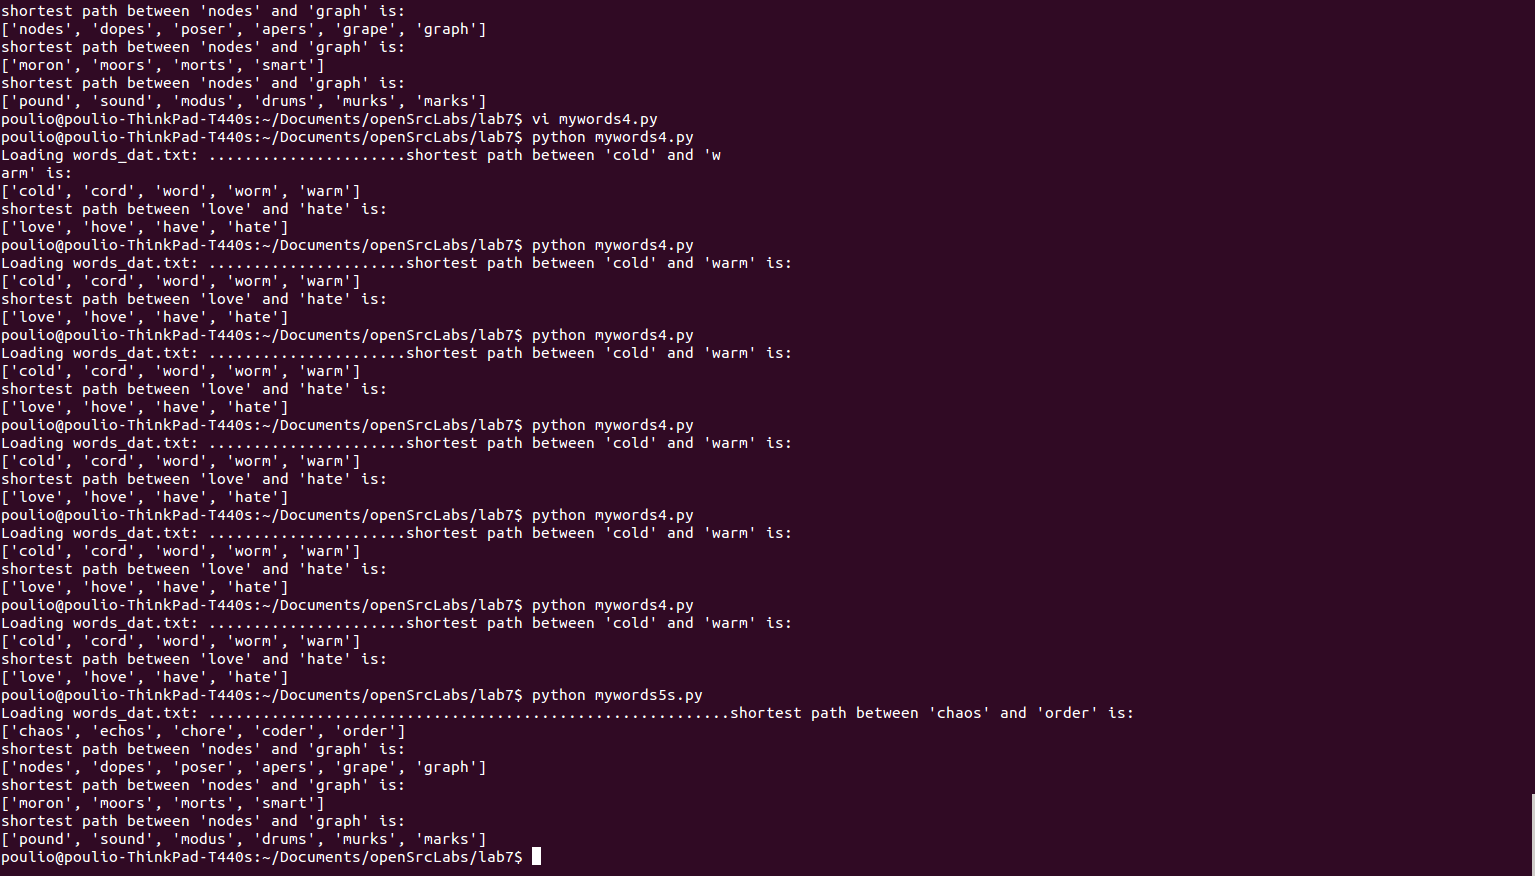 shortest path between 'nodes' and 'graph' is:
['nodes', 'dopes', 'poser', 'apers', 'grape', 'graph']
shortest path between 'nodes' and 'graph' is:
['moron', 'moors', 'morts', 'smart']
shortest path between 'nodes' and 'graph' is:
['pound', 'sound', 'modus', 'drums', 'murks', 'marks']
poulio@poulio-ThinkPad-T440s:~/Documents/openSrcLabs/lab7$ vi mywords4.py
poulio@poulio-ThinkPad-T440s:~/Documents/openSrcLabs/lab7$ python mywords4.py
Loading words_dat.txt: ......................shortest path between 'cold' and 'w
arm' is:
['cold', 'cord', 'word', 'worm', 'warm']
shortest path between 'love' and 'hate' is:
['love', 'hove', 'have', 'hate']
poulio@poulio-ThinkPad-T440s:~/Documents/openSrcLabs/lab7$ python mywords4.py
Loading words_dat.txt: ......................shortest path between 'cold' and 'warm' is:
['cold', 'cord', 'word', 'worm', 'warm']
shortest path between 'love' and 'hate' is:
['love', 'hove', 'have', 'hate']
poulio@poulio-ThinkPad-T440s:~/Documents/openSrcLabs/lab7$ python mywords4.py
Loading words_dat.txt: ......................shortest path between 'cold' and 'warm' is:
['cold', 'cord', 'word', 'worm', 'warm']
shortest path between 'love' and 'hate' is:
['love', 'hove', 'have', 'hate']
poulio@poulio-ThinkPad-T440s:~/Documents/openSrcLabs/lab7$ python mywords4.py
Loading words_dat.txt: ......................shortest path between 'cold' and 'warm' is:
['cold', 'cord', 'word', 'worm', 'warm']
shortest path between 'love' and 'hate' is:
['love', 'hove', 'have', 'hate']
poulio@poulio-ThinkPad-T440s:~/Documents/openSrcLabs/lab7$ python mywords4.py
Loading words_dat.txt: ......................shortest path between 'cold' and 'warm' is:
['cold', 'cord', 'word', 'worm', 'warm']
shortest path between 'love' and 'hate' is:
['love', 'hove', 'have', 'hate']
poulio@poulio-ThinkPad-T440s:~/Documents/openSrcLabs/lab7$ python mywords4.py
Loading words_dat.txt: ......................shortest path between 'cold' and 'warm' is:
['cold', 'cord', 'word', 'worm', 'warm']
shortest path between 'love' and 'hate' is:
['love', 'hove', 'have', 'hate']
poulio@poulio-ThinkPad-T440s:~/Documents/openSrcLabs/lab7$ python mywords5s.py
Loading words_dat.txt: ..........................................................shortest path between 'chaos' and 'order' is:
['chaos', 'echos', 'chore', 'coder', 'order']
shortest path between 'nodes' and 'graph' is:
['nodes', 'dopes', 'poser', 'apers', 'grape', 'graph']
shortest path between 'nodes' and 'graph' is:
['moron', 'moors', 'morts', 'smart']
shortest path between 'nodes' and 'graph' is:
['pound', 'sound', 'modus', 'drums', 'murks', 'marks']
poulio@poulio-ThinkPad-T440s:~/Documents/openSrcLabs/lab7$